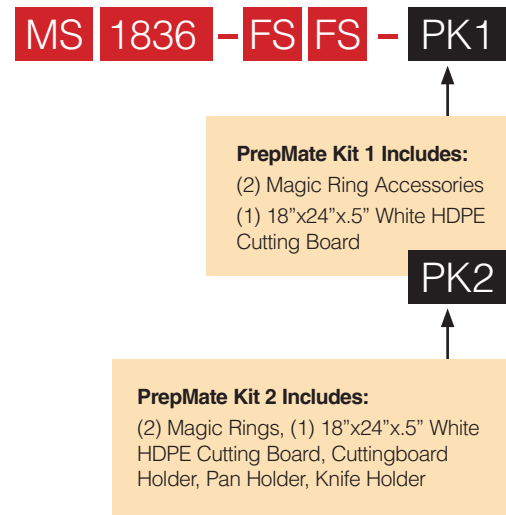 MS 1836 – FS FS – PK1
PrepMate Kit 1 Includes:
(2) Magic Ring Accessories
(1) 18”x24”x.5” White HDPE
Cutting Board
PK2
PrepMate Kit 2 Includes:
(2) Magic Rings, (1) 18”x24”x.5” White
HDPE Cutting Board, Cuttingboard
Holder, Pan Holder, Knife Holder